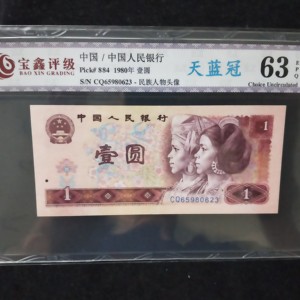 宝鑫评级
BAO XIN GRADING
中国 / 中国人民银行
Pick# 884 1980年 壹圆
S/N CQ65980623 - 民族人物头像
天蓝冠
63 EPQ
Choice Uncirculated
中国人民银行
壹圆
1
1
CQ65980623